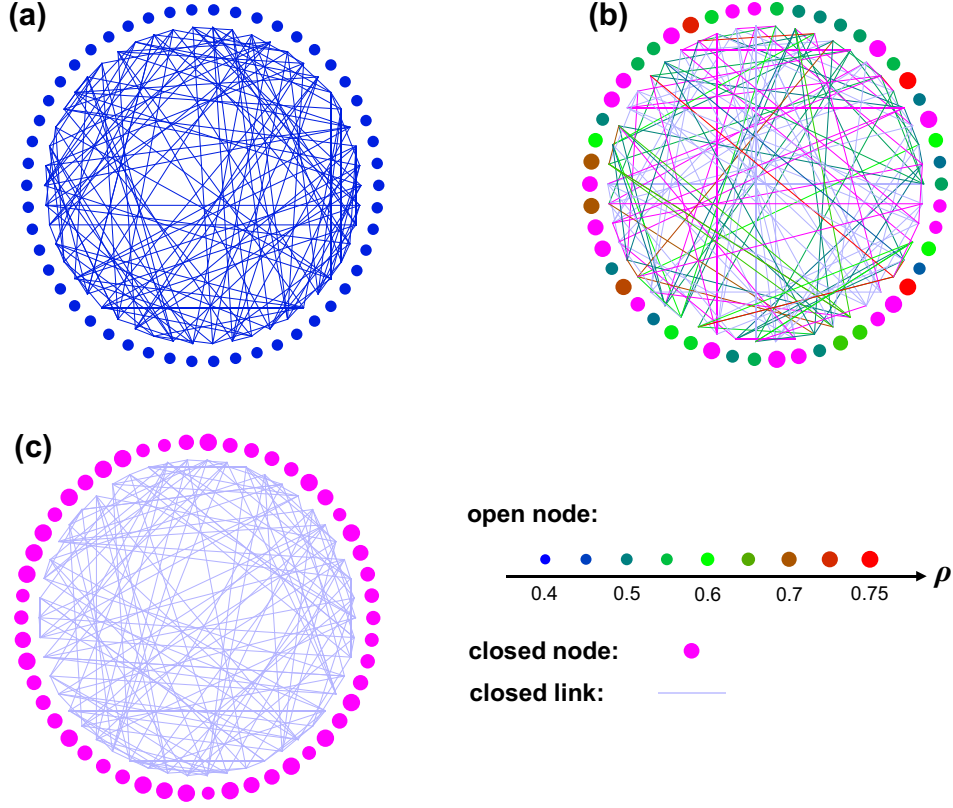 (a)
(b)
(c)
open node:
ρ
0.4 0.5 0.6 0.7 0.75
closed node:
closed link: